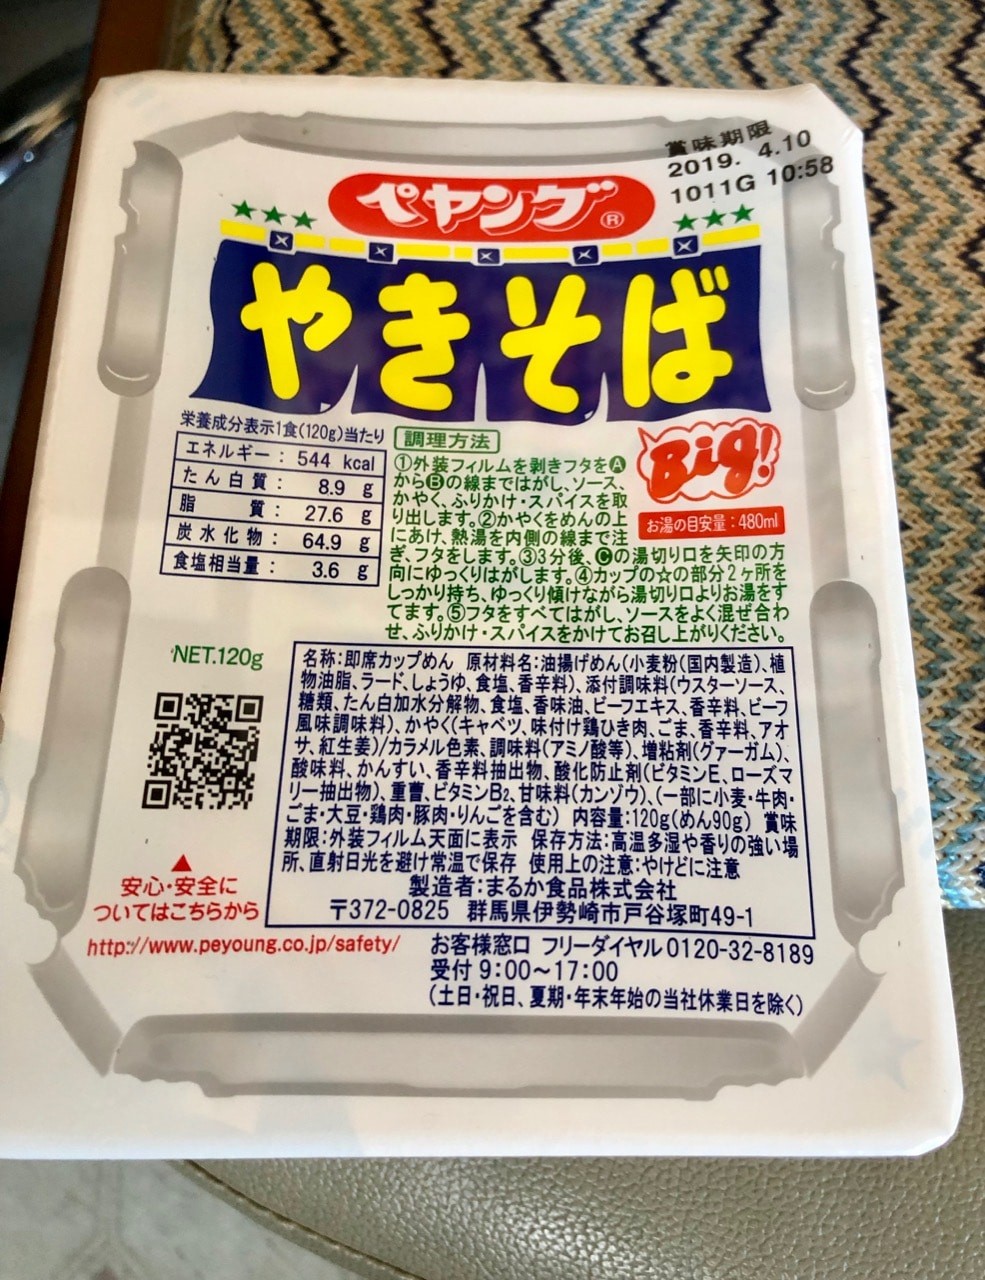 賞味期限
2019. 4.10
1011G 10:58
ペヤング®
やきそば
Big!
お湯の目安量:480ml
栄養成分表示1食(120g)当たり
エネルギー: 544 kcal
たん白質: 8.9 g
脂質: 27.6 g
炭水化物: 64.9 g
食塩相当量: 3.6 g
調理方法
①外装フィルムを剥きフタをⒶ
からⒷの線まではがし、ソース、
かやく、ふりかけ・スパイスを取
り出します。②かやくをめんの上
にあけ、熱湯を内側の線まで注
ぎ、フタをします。③3分後、Ⓒの湯切り口を矢印の方
向にゆっくりはがします。④カップの☆の部分2ヶ所を
しっかり持ち、ゆっくり傾けながら湯切り口よりお湯をす
てます。⑤フタをすべてはがし、ソースをよく混ぜ合わ
せ、ふりかけ・スパイスをかけてお召し上がりください。
NET.120g
名称:即席カップめん 原材料名:油揚げめん(小麦粉(国内製造)、植
物油脂、ラード、しょうゆ、食塩、香辛料)、添付調味料(ウスターソース、
糖類、たん白加水分解物、食塩、香味油、ビーフエキス、香辛料、ビーフ
風味調味料)、かやく(キャベツ、味付け鶏ひき肉、ごま、香辛料、アオ
サ、紅生姜)/カラメル色素、調味料(アミノ酸等)、増粘剤(グァーガム)、
酸味料、かんすい、香辛料抽出物、酸化防止剤(ビタミンE、ローズマ
リー抽出物)、重曹、ビタミンB2、甘味料(カンゾウ)、(一部に小麦・牛肉・
ごま・大豆・鶏肉・豚肉・りんごを含む) 内容量:120g(めん90g) 賞味
期限:外装フィルム天面に表示 保存方法:高温多湿や香りの強い場
所、直射日光を避け常温で保存 使用上の注意:やけどに注意
製造者:まるか食品株式会社
〒372-0825 群馬県伊勢崎市戸谷塚町49-1
▲
安心・安全に
ついてはこちらから
http://www.peyoung.co.jp/safety/
お客様窓口 フリーダイヤル0120-32-8189
受付 9:00～17:00
(土日・祝日、夏期・年末年始の当社休業日を除く)